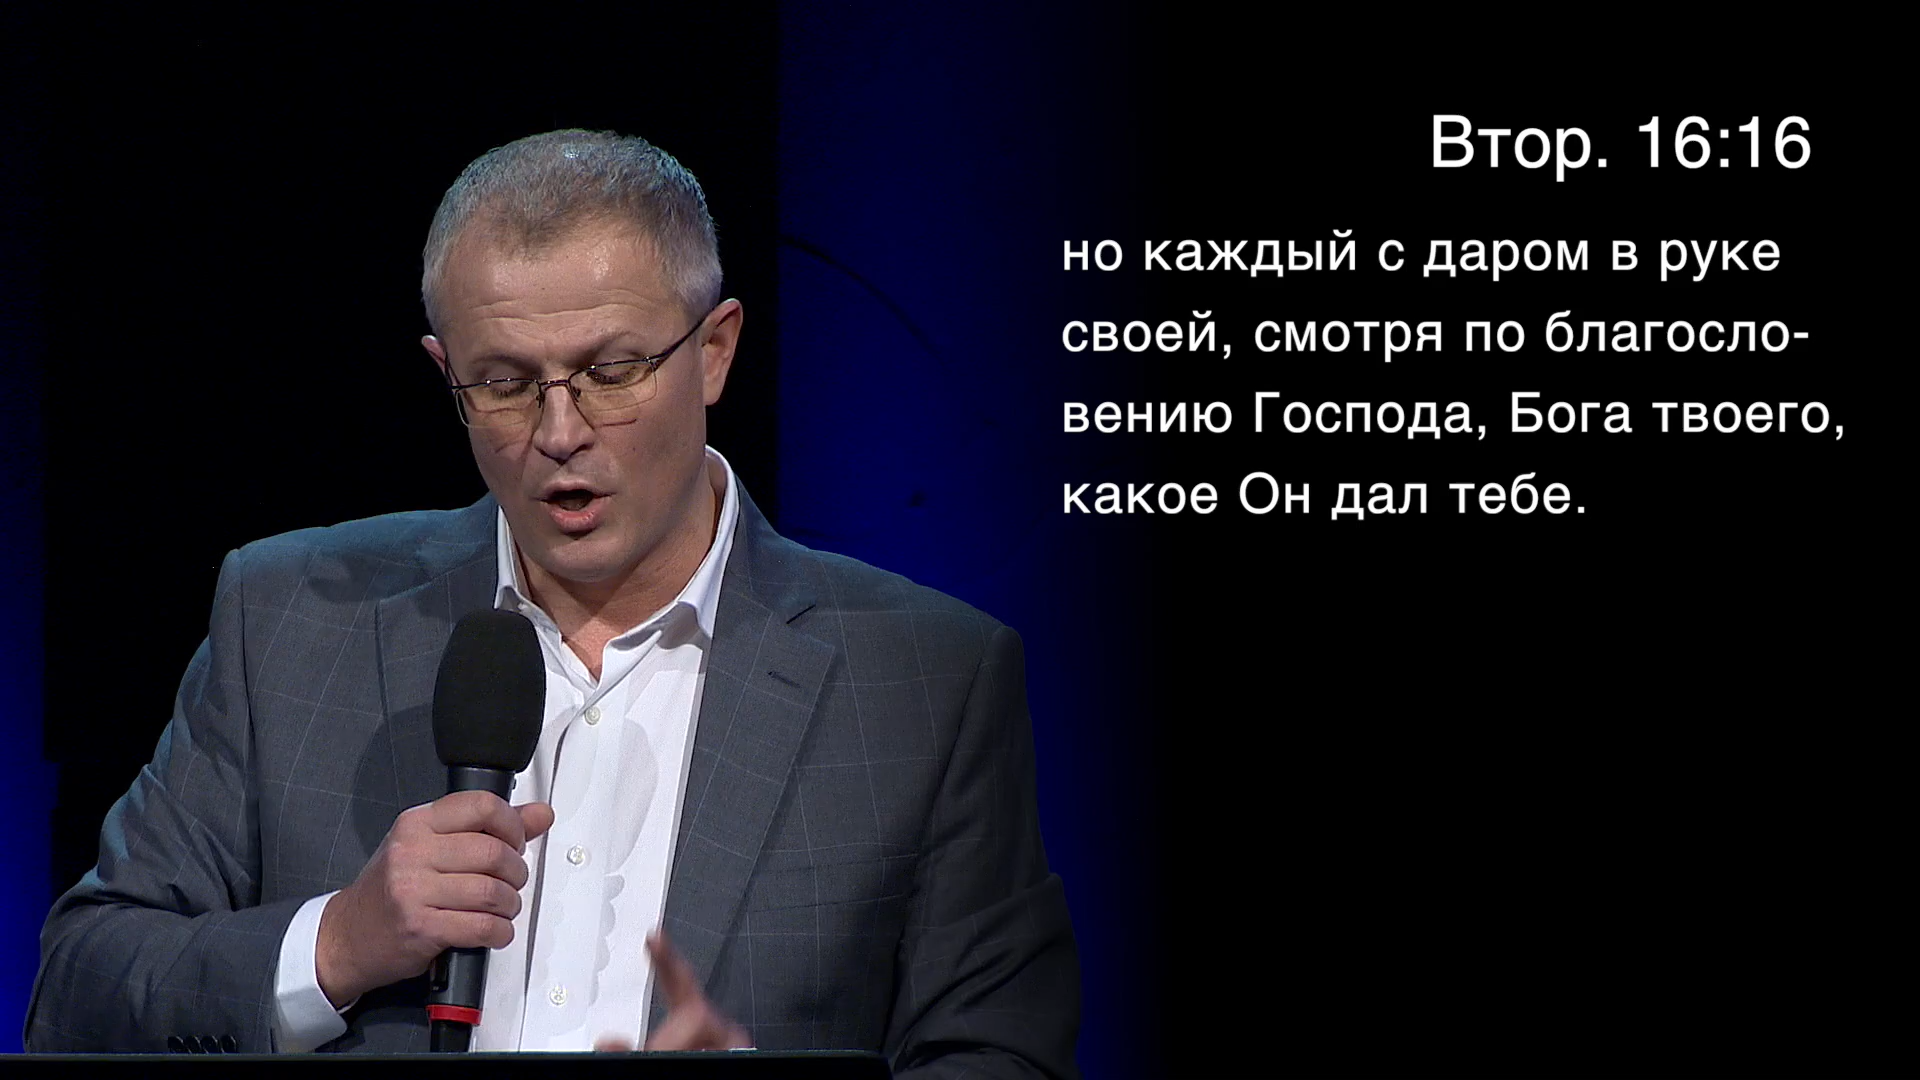 Втор. 16:16
но каждый с даром в руке
своей, смотря по благосло-
вению Господа, Бога твоего,
какое Он дал тебе.